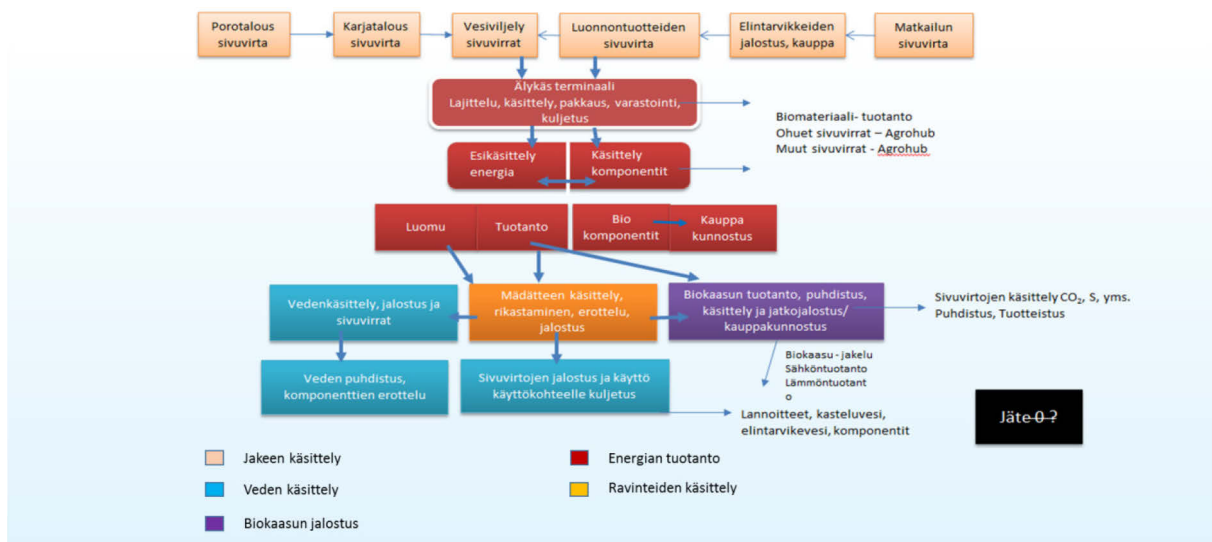 Porotalous
sivuvirta
Karjatalous
sivuvirta
Vesiviljely
sivuvirrat
Luonnontuotteiden
sivuvirta
Elintarvikkeiden
jalostus, kauppa
Matkailun
sivuvirta
Älykäs terminaali
Lajittelu, käsittely, pakkaus, varastointi,
kuljetus
Biomateriaali- tuotanto
Ohuet sivuvirrat – Agrohub
Muut sivuvirrat - Agrohub
Esikäsittely
energia
Käsittely
komponentit
Luomu
Tuotanto
Bio
komponentit
Kauppa
kunnostus
Vedenkäsittely, jalostus ja
sivuvirrat
Mädätteen käsittely,
rikastaminen, erottelu,
jalostus
Biokaasun tuotanto, puhdistus,
käsittely ja jatkojalostus/
kauppakunnostus
Sivuvirtojen käsittely CO₂, S, yms.
Puhdistus, Tuotteistus
Veden puhdistus,
komponenttien erottelu
Sivuvirtojen jalostus ja käyttö
käyttökohteelle kuljetus
Biokaasu - jakelu
Sähköntuotanto
Lämmöntuotant
o
Lannoitteet, kasteluvesi,
elintarvikevesi, komponentit
Jäte 0 ?
Jakeen käsittely
Energian tuotanto
Veden käsittely
Ravinteiden käsittely
Biokaasun jalostus